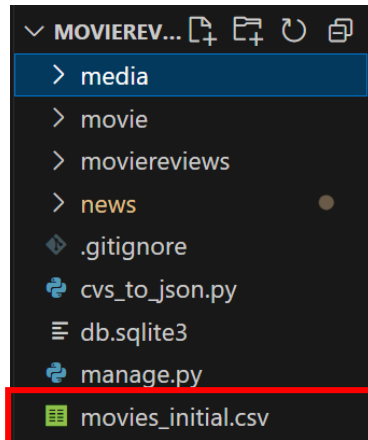 MOVIEREV...
media
movie
moviereviews
news
.gitignore
cvs_to_json.py
db.sqlite3
manage.py
movies_initial.csv